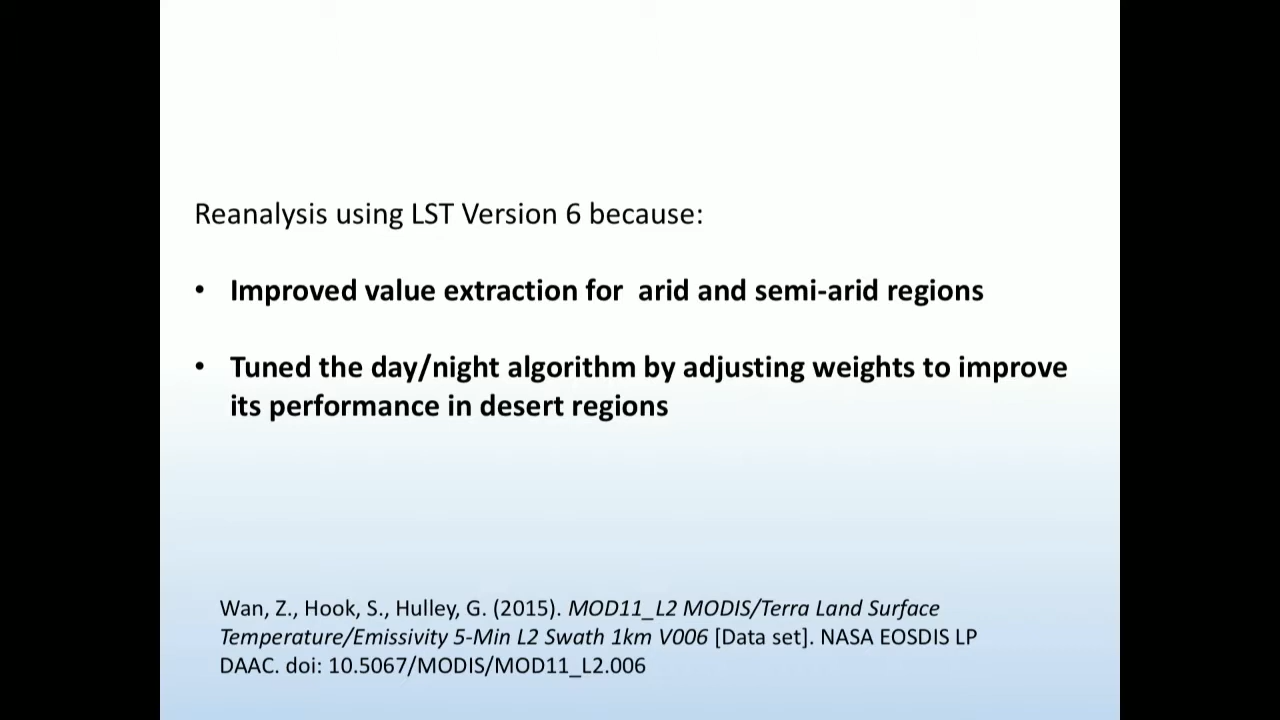 Reanalysis using LST Version 6 because:
• Improved value extraction for  arid and semi-arid regions
• Tuned the day/night algorithm by adjusting weights to improve
its performance in desert regions
Wan, Z., Hook, S., Hulley, G. (2015). MOD11_L2 MODIS/Terra Land Surface
Temperature/Emissivity 5-Min L2 Swath 1km V006 [Data set]. NASA EOSDIS LP
DAAC. doi: 10.5067/MODIS/MOD11_L2.006